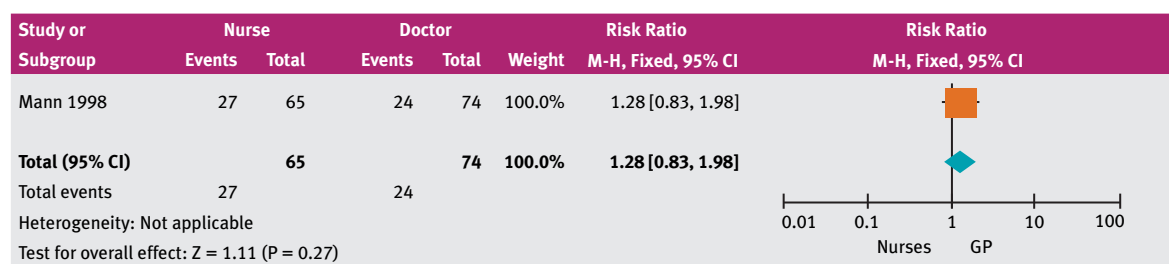 Study or Nurse Doctor Risk Ratio Risk Ratio
Subgroup Events Total Events Total Weight M-H, Fixed, 95% CI M-H, Fixed, 95% CI
Mann 1998 27 65 24 74 100.0% 1.28 [0.83, 1.98]
Total (95% CI) 65 74 100.0% 1.28 [0.83, 1.98]
Total events 27 24
Heterogeneity: Not applicable
Test for overall effect: Z = 1.11 (P = 0.27)
0.01 0.1 1 10 100
Nurses GP